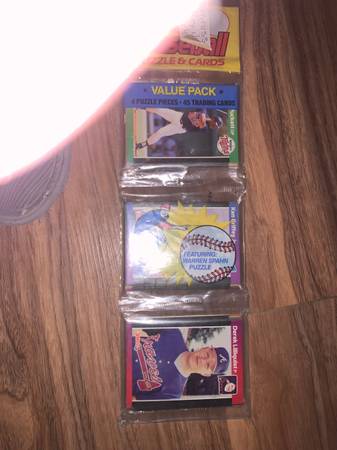 ZZLE & CARDS
VALUE PACK
4 PUZZLE PIECES • 45 TRADING CARDS
Ken Griffey
FEATURING:
WARREN SPAHN
PUZZLE
Derek Lilliquist P
Braves